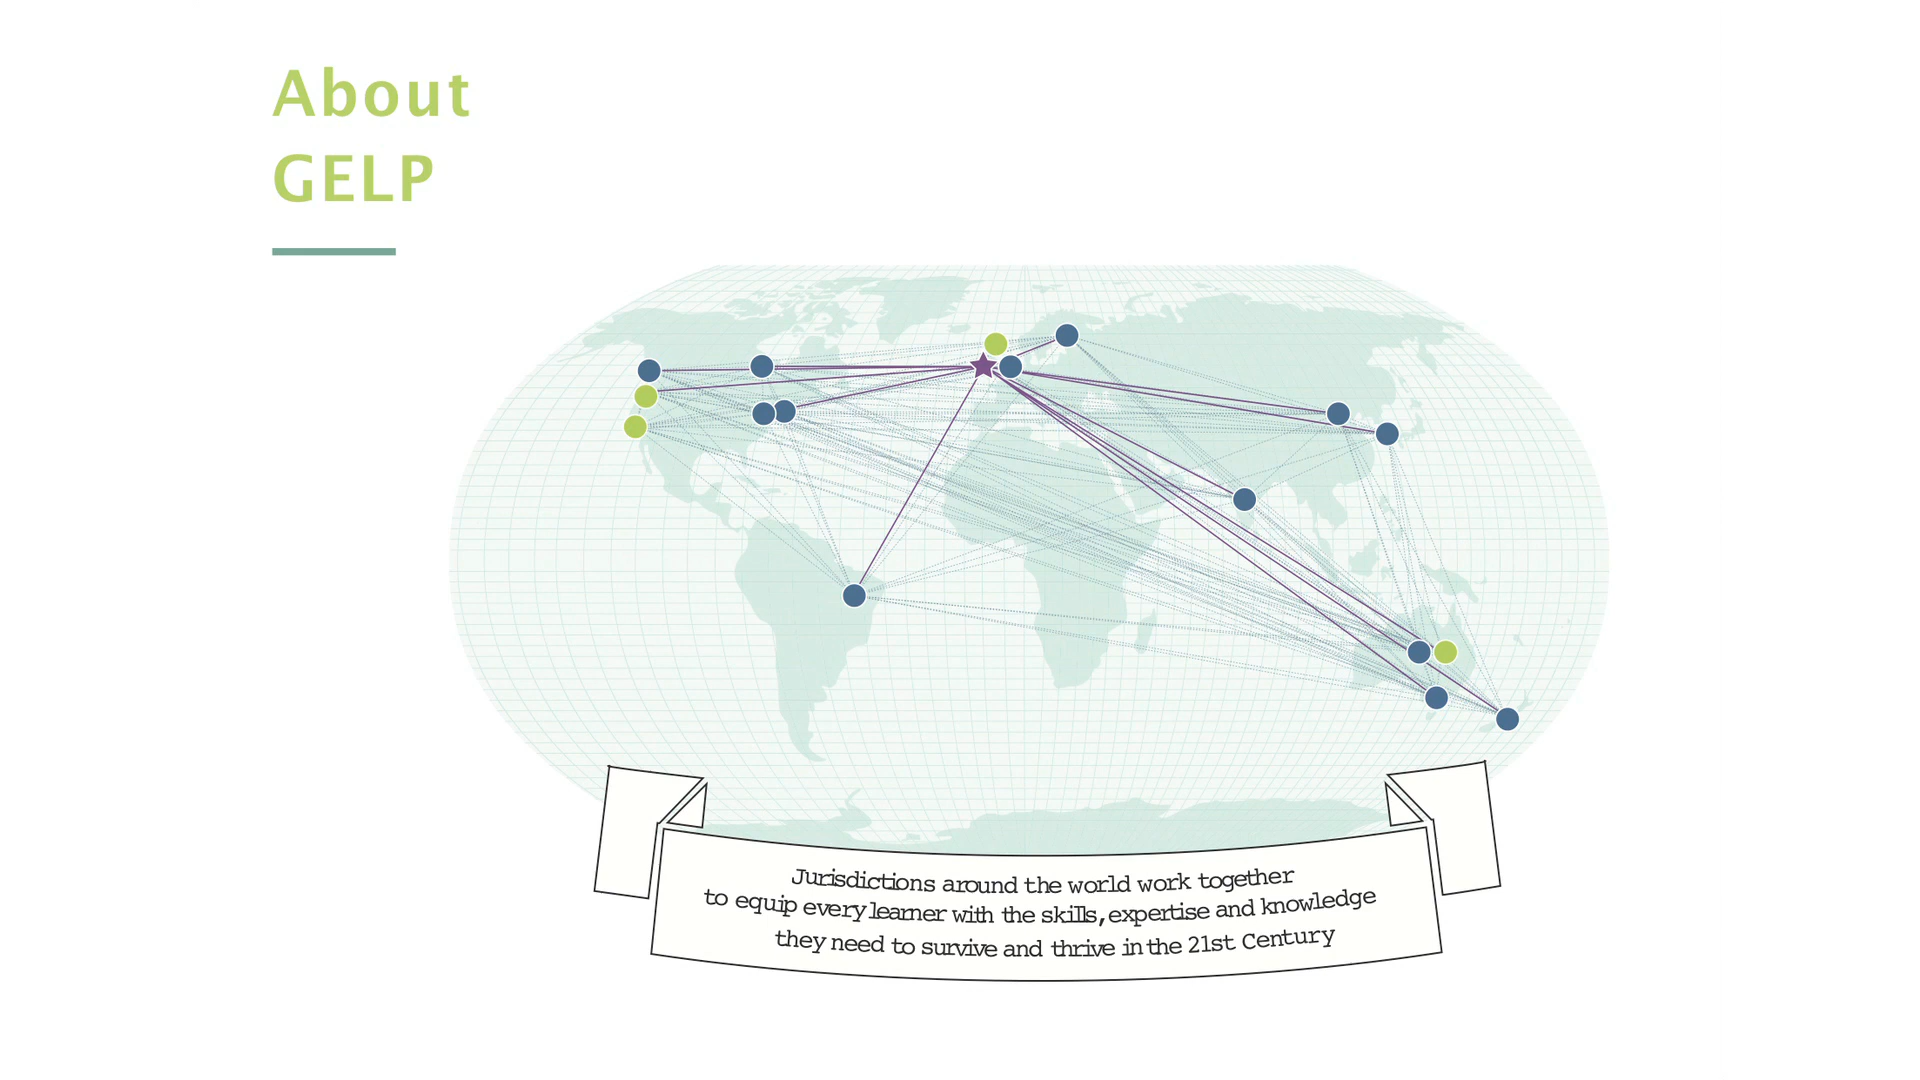 About
GELP
Jurisdictions around the world work together
to equip every learner with the skills, expertise and knowledge
they need to survive and thrive in the 21st Century